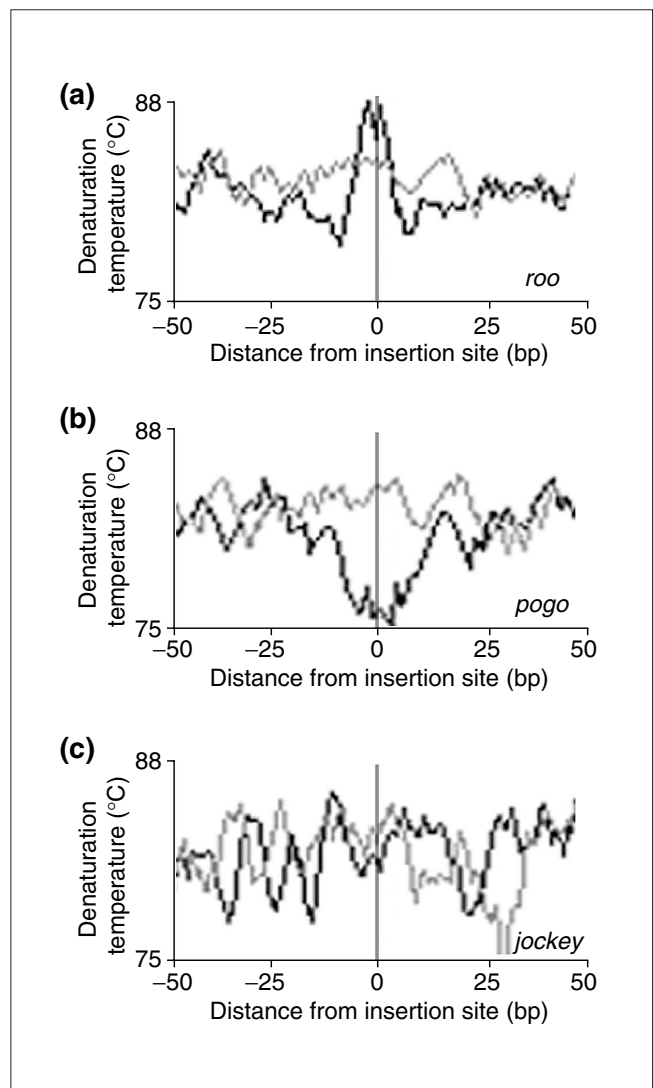 (a)
88
Denaturation
temperature (°C)
75
roo
−50 −25 0 25 50
Distance from insertion site (bp)
(b)
88
Denaturation
temperature (°C)
75
pogo
−50 −25 0 25 50
Distance from insertion site (bp)
(c)
88
Denaturation
temperature (°C)
75
jockey
−50 −25 0 25 50
Distance from insertion site (bp)